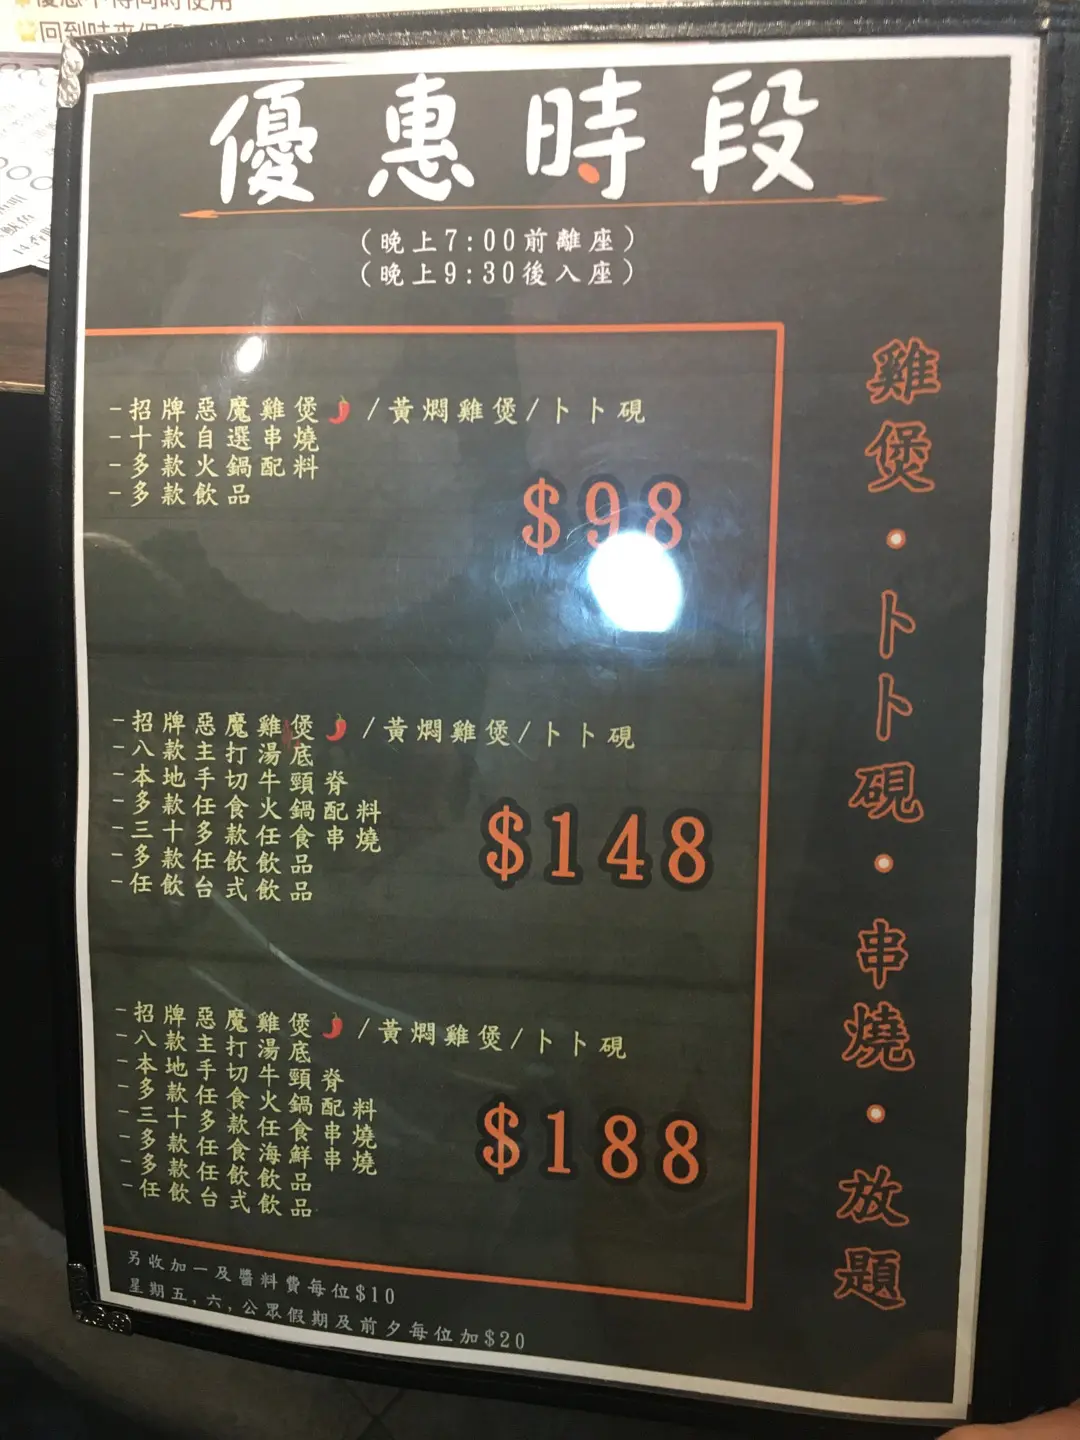 優惠不得同時使用
優惠時段
(晚上7:00前離座)
(晚上9:30後入座)
-招牌惡魔雞煲🌶/黃燜雞煲/卜卜硯
-十款自選串燒
-多款火鍋配料
-多款飲品
$98
-招牌惡魔雞煲🌶/黃燜雞煲/卜卜硯
-八款主打湯底
-本地手切牛頸脊
-多款任食火鍋配料
-三十多款任食串燒
-多款任飲飲品
-任飲台式飲品
$148
-招牌惡魔雞煲🌶/黃燜雞煲/卜卜硯
-八款主打湯底
-本地手切牛頸脊
-多款任食火鍋配料
-三十多款任食串燒
-多款任食海鮮串燒
-多款任飲飲品
-任飲台式飲品
$188
另收加一及醬料費每位$10
星期五,六,公眾假期及前夕每位加$20
雞煲·卜卜硯·串燒·放題